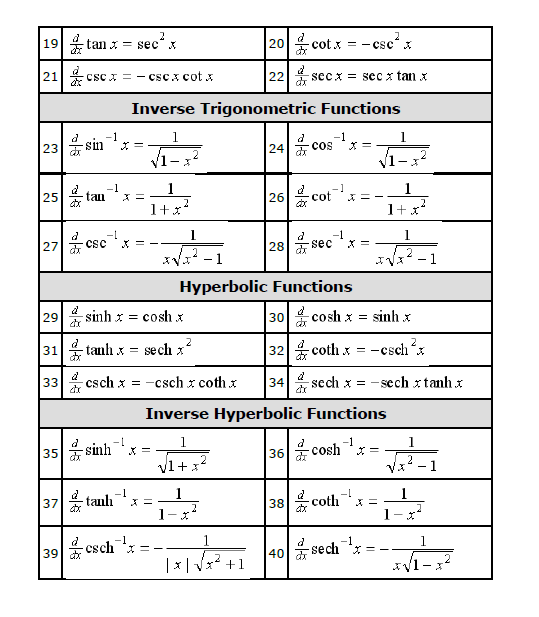 19 d/dx tan x = sec² x 20 d/dx cot x = −csc² x
21 d/dx csc x = − csc x cot x 22 d/dx sec x = sec x tan x
Inverse Trigonometric Functions
23 d/dx sin⁻¹ x = 1/√(1 − x²) 24 d/dx cos⁻¹ x = 1/√(1 − x²)
25 d/dx tan⁻¹ x = 1/(1 + x²) 26 d/dx cot⁻¹ x = − 1/(1 + x²)
27 d/dx csc⁻¹ x = − 1/(x√(x² − 1)) 28 d/dx sec⁻¹ x = 1/(x√(x² − 1))
Hyperbolic Functions
29 d/dx sinh x = cosh x 30 d/dx cosh x = sinh x
31 d/dx tanh x = sech x² 32 d/dx coth x = −csch² x
33 d/dx csch x = −csch x coth x 34 d/dx sech x = −sech x tanh x
Inverse Hyperbolic Functions
35 d/dx sinh⁻¹ x = 1/√(1 + x²) 36 d/dx cosh⁻¹ x = 1/√(x² − 1)
37 d/dx tanh⁻¹ x = 1/(1 − x²) 38 d/dx coth⁻¹ x = 1/(1 − x²)
39 d/dx csch⁻¹ x = − 1/(| x | √(x² + 1)) 40 d/dx sech⁻¹ x = − 1/(x√(1 − x²))